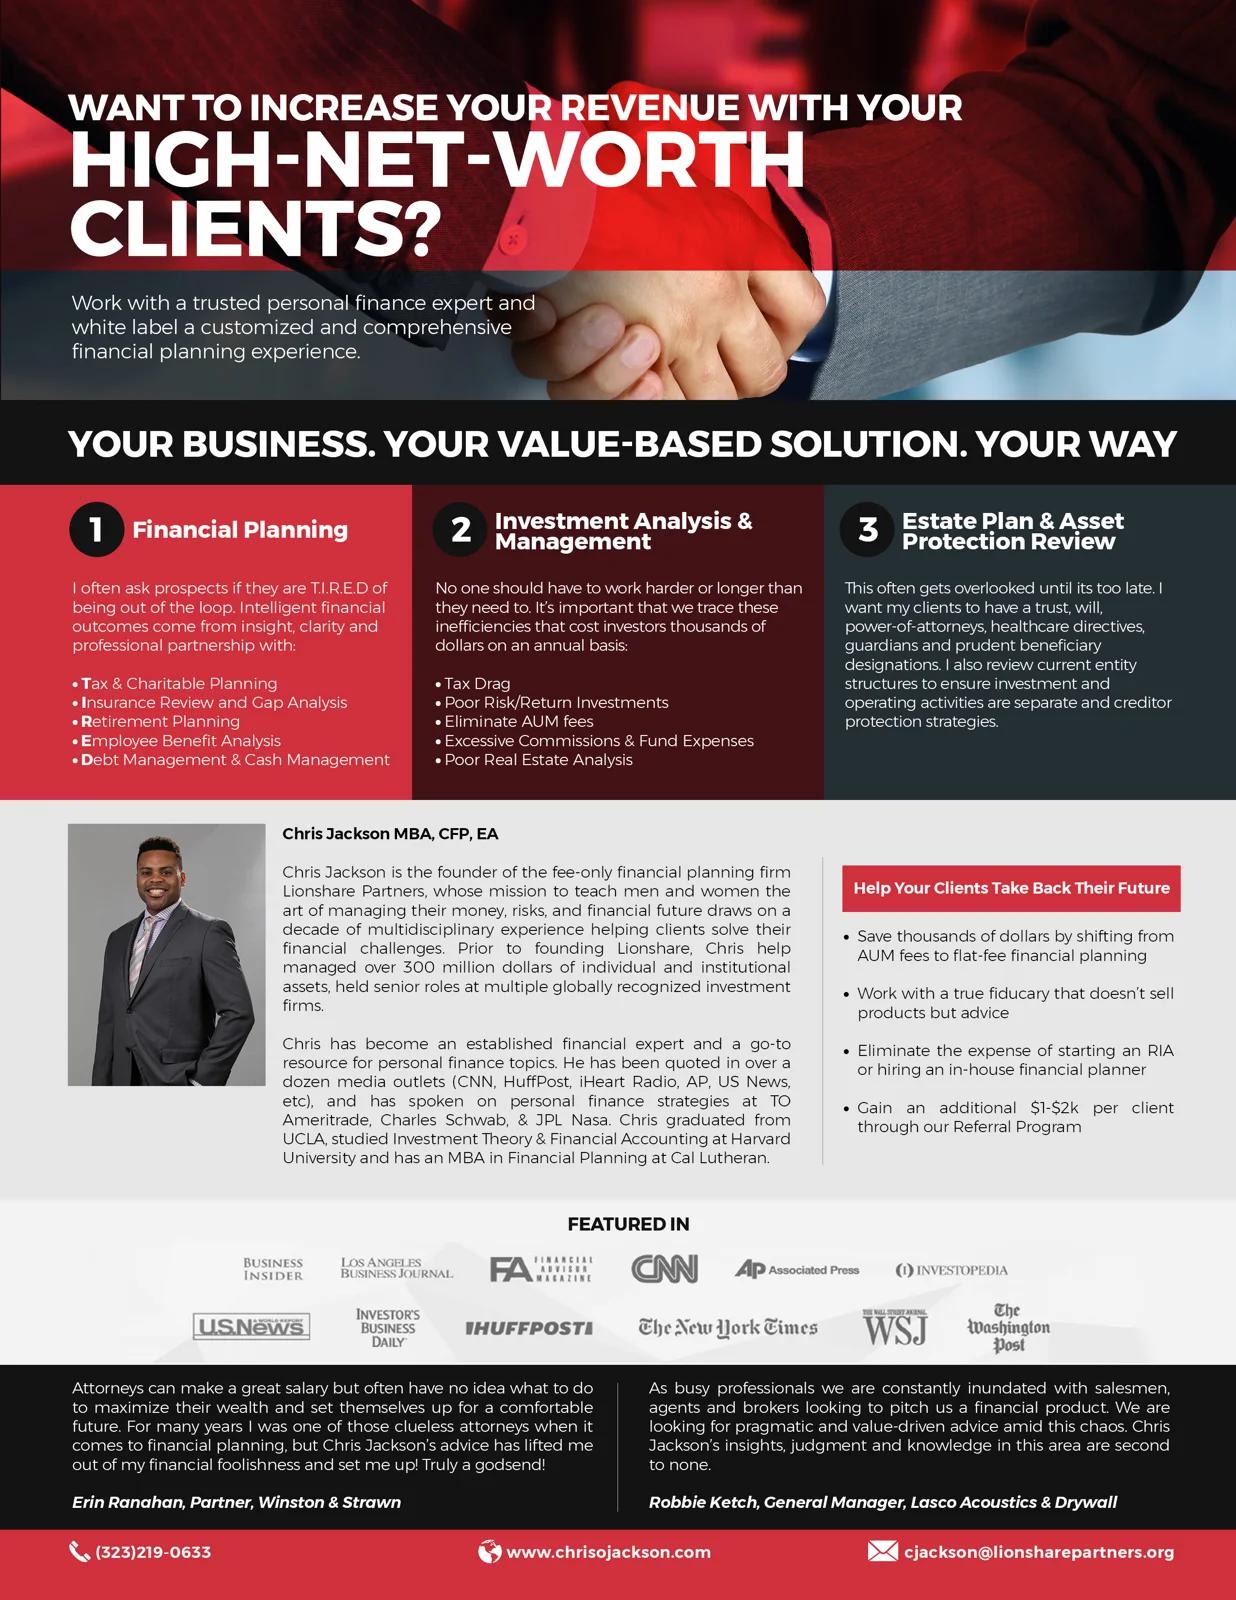 WANT TO INCREASE YOUR REVENUE WITH YOUR
HIGH-NET-WORTH
CLIENTS?
Work with a trusted personal finance expert and
white label a customized and comprehensive
financial planning experience.
YOUR BUSINESS. YOUR VALUE-BASED SOLUTION. YOUR WAY
1 Financial Planning
I often ask prospects if they are T.I.R.E.D of
being out of the loop. Intelligent financial
outcomes come from insight, clarity and
professional partnership with:
• Tax & Charitable Planning
• Insurance Review and Gap Analysis
• Retirement Planning
• Employee Benefit Analysis
• Debt Management & Cash Management
2 Investment Analysis &
Management
No one should have to work harder or longer than
they need to. It's important that we trace these
inefficiencies that cost investors thousands of
dollars on an annual basis:
• Tax Drag
• Poor Risk/Return Investments
• Eliminate AUM fees
• Excessive Commissions & Fund Expenses
• Poor Real Estate Analysis
3 Estate Plan & Asset
Protection Review
This often gets overlooked until its too late. I
want my clients to have a trust, will,
power-of-attorneys, healthcare directives,
guardians and prudent beneficiary
designations. I also review current entity
structures to ensure investment and
operating activities are separate and creditor
protection strategies.
Chris Jackson MBA, CFP, EA
Chris Jackson is the founder of the fee-only financial planning firm
Lionshare Partners, whose mission to teach men and women the
art of managing their money, risks, and financial future draws on a
decade of multidisciplinary experience helping clients solve their
financial challenges. Prior to founding Lionshare, Chris help
managed over 300 million dollars of individual and institutional
assets, held senior roles at multiple globally recognized investment
firms.
Chris has become an established financial expert and a go-to
resource for personal finance topics. He has been quoted in over a
dozen media outlets (CNN, HuffPost, iHeart Radio, AP, US News,
etc), and has spoken on personal finance strategies at TO
Ameritrade, Charles Schwab, & JPL Nasa. Chris graduated from
UCLA, studied Investment Theory & Financial Accounting at Harvard
University and has an MBA in Financial Planning at Cal Lutheran.
Help Your Clients Take Back Their Future
• Save thousands of dollars by shifting from
AUM fees to flat-fee financial planning
• Work with a true fiducary that doesn't sell
products but advice
• Eliminate the expense of starting an RIA
or hiring an in-house financial planner
• Gain an additional $1-$2k per client
through our Referral Program
FEATURED IN
BUSINESS
INSIDER
LOS ANGELES
BUSINESS JOURNAL
FA FINANCIAL
ADVISOR
MAGAZINE
CNN
AP Associated Press
INVESTOPEDIA
U.S.News
& WORLD REPORT
INVESTOR'S
BUSINESS
DAILY
HUFFPOST
The New York Times
THE WALL STREET JOURNAL
WSJ
The
Washington
Post
Attorneys can make a great salary but often have no idea what to do
to maximize their wealth and set themselves up for a comfortable
future. For many years I was one of those clueless attorneys when it
comes to financial planning, but Chris Jackson's advice has lifted me
out of my financial foolishness and set me up! Truly a godsend!
Erin Ranahan, Partner, Winston & Strawn
As busy professionals we are constantly inundated with salesmen,
agents and brokers looking to pitch us a financial product. We are
looking for pragmatic and value-driven advice amid this chaos. Chris
Jackson's insights, judgment and knowledge in this area are second
to none.
Robbie Ketch, General Manager, Lasco Acoustics & Drywall
(323)219-0633
www.chrisojackson.com
cjackson@lionsharepartners.org